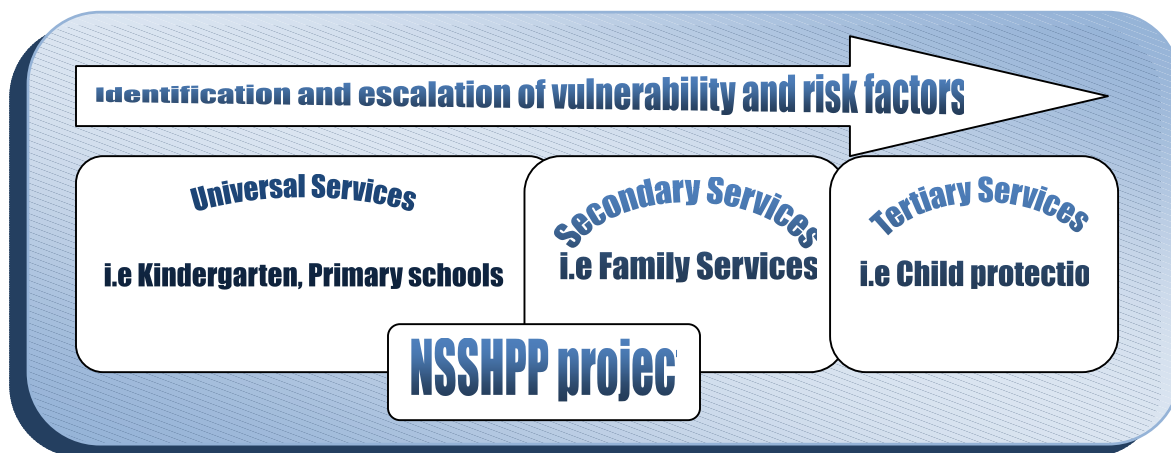 Identification and escalation of vulnerability and risk factors
Universal Services
i.e Kindergarten, Primary schools
Secondary Services
i.e Family Services
Tertiary Services
i.e Child protectio
NSSHPP projec